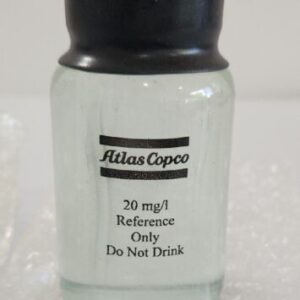 Atlas Copco
20 mg/l
Reference
Only
Do Not Drink